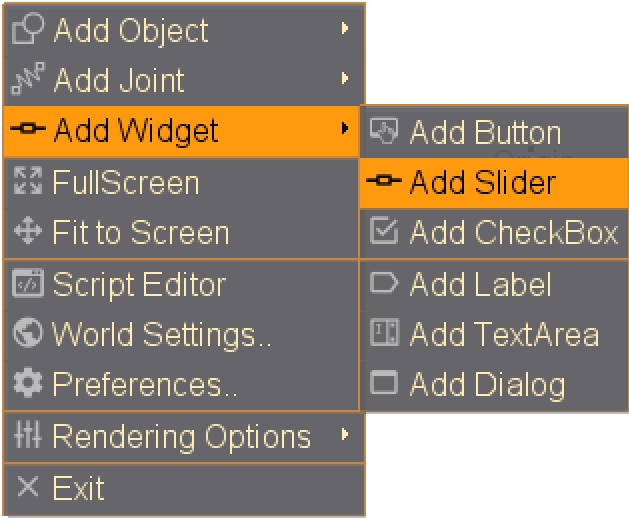 Add Object
Add Joint
Add Widget
FullScreen
Fit to Screen
Script Editor
World Settings..
Preferences..
Rendering Options
Exit
Add Button
Add Slider
Add CheckBox
Add Label
Add TextArea
Add Dialog